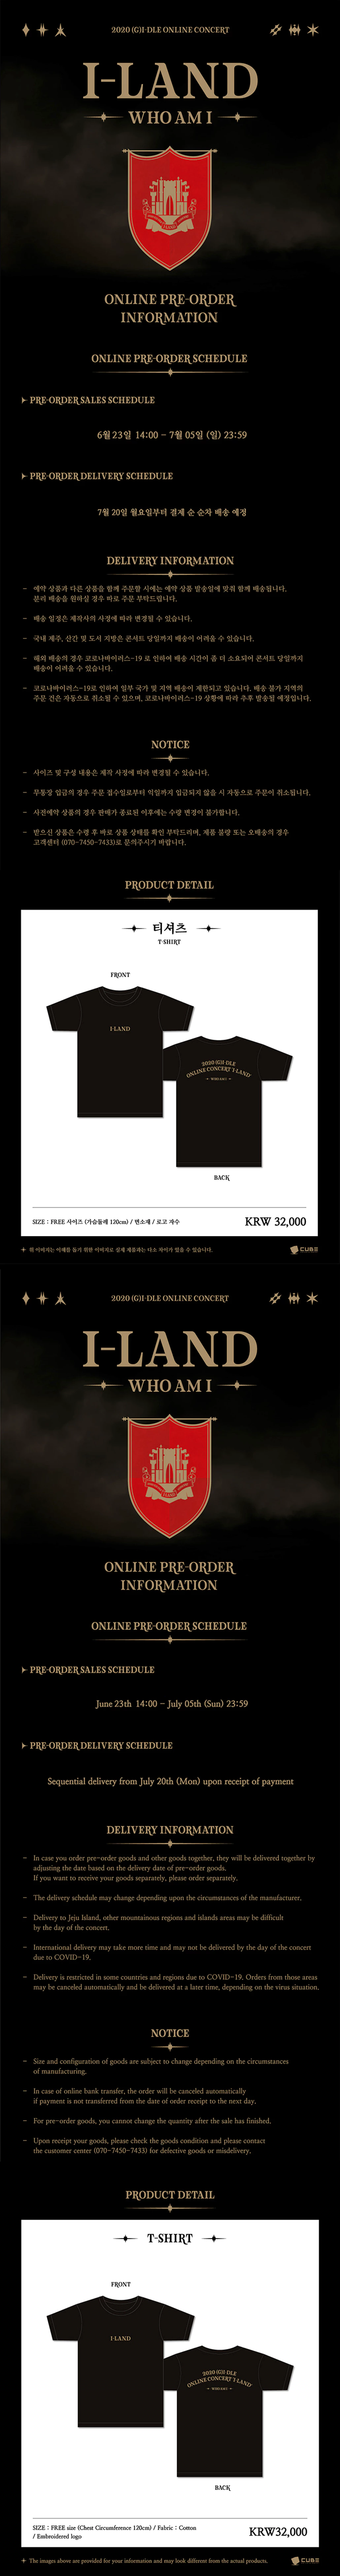 2020 (G)I-DLE ONLINE CONCERT
I-LAND
WHO AM I
ONLINE PRE-ORDER
INFORMATION
ONLINE PRE-ORDER SCHEDULE
PRE-ORDER SALES SCHEDULE
6월 23일 14:00 - 7월 05일 (일) 23:59
PRE-ORDER DELIVERY SCHEDULE
7월 20일 월요일부터 결제 순 순차 배송 예정
DELIVERY INFORMATION
- 예약 상품과 다른 상품을 함께 주문할 시에는 예약 상품 발송일에 맞춰 함께 배송됩니다.
분리 배송을 원하실 경우 따로 주문 부탁드립니다.
- 배송 일정은 제작사의 사정에 따라 변경될 수 있습니다.
- 국내 제주, 산간 및 도서 지방은 콘서트 당일까지 배송이 어려울 수 있습니다.
- 해외 배송의 경우 코로나바이러스-19 로 인하여 배송 시간이 좀 더 소요되어 콘서트 당일까지
배송이 어려울 수 있습니다.
- 코로나바이러스-19로 인하여 일부 국가 및 지역 배송이 제한되고 있습니다. 배송 불가 지역의
주문 건은 자동으로 취소될 수 있으며, 코로나바이러스-19 상황에 따라 추후 발송될 예정입니다.
NOTICE
- 사이즈 및 구성 내용은 제작 사정에 따라 변경될 수 있습니다.
- 무통장 입금의 경우 주문 접수일로부터 익일까지 입금되지 않을 시 자동으로 주문이 취소됩니다.
- 사전예약 상품의 경우 판매가 종료된 이후에는 수량 변경이 불가합니다.
- 받으신 상품은 수령 후 바로 상품 상태를 확인 부탁드리며, 제품 불량 또는 오배송의 경우
고객센터 (070-7450-7433)로 문의주시기 바랍니다.
PRODUCT DETAIL
티셔츠
T-SHIRT
FRONT
I-LAND
2020 (G)I-DLE
ONLINE CONCERT 'I-LAND'
WHO AM I
BACK
SIZE : FREE 사이즈 (가슴둘레 120cm) / 면소재 / 로고 자수
KRW 32,000
위 이미지는 이해를 돕기 위한 이미지로 실제 제품과는 다소 차이가 있을 수 있습니다.
CUBE
2020 (G)I-DLE ONLINE CONCERT
I-LAND
WHO AM I
ONLINE PRE-ORDER
INFORMATION
ONLINE PRE-ORDER SCHEDULE
PRE-ORDER SALES SCHEDULE
June 23th 14:00 - July 05th (Sun) 23:59
PRE-ORDER DELIVERY SCHEDULE
Sequential delivery from July 20th (Mon) upon receipt of payment
DELIVERY INFORMATION
- In case you order pre-order goods and other goods together, they will be delivered together by
adjusting the date based on the delivery date of pre-order goods.
If you want to receive your goods separately, please order separately.
- The delivery schedule may change depending upon the circumstances of the manufacturer.
- Delivery to Jeju Island, other mountainous regions and islands areas may be difficult
by the day of the concert.
- International delivery may take more time and may not be delivered by the day of the concert
due to COVID-19.
- Delivery is restricted in some countries and regions due to COVID-19. Orders from those areas
may be canceled automatically and be delivered at a later time, depending on the virus situation.
NOTICE
- Size and configuration of goods are subject to change depending on the circumstances
of manufacturing.
- In case of online bank transfer, the order will be canceled automatically
if payment is not transferred from the date of order receipt to the next day.
- For pre-order goods, you cannot change the quantity after the sale has finished.
- Upon receipt your goods, please check the goods condition and please contact
the customer center (070-7450-7433) for defective goods or misdelivery.
PRODUCT DETAIL
T-SHIRT
FRONT
I-LAND
2020 (G)I-DLE
ONLINE CONCERT 'I-LAND'
WHO AM I
BACK
SIZE : FREE size (Chest Circumference 120cm) / Fabric : Cotton
/ Embroidered logo
KRW32,000
The images above are provided for your information and may look different from the actual products.
CUBE